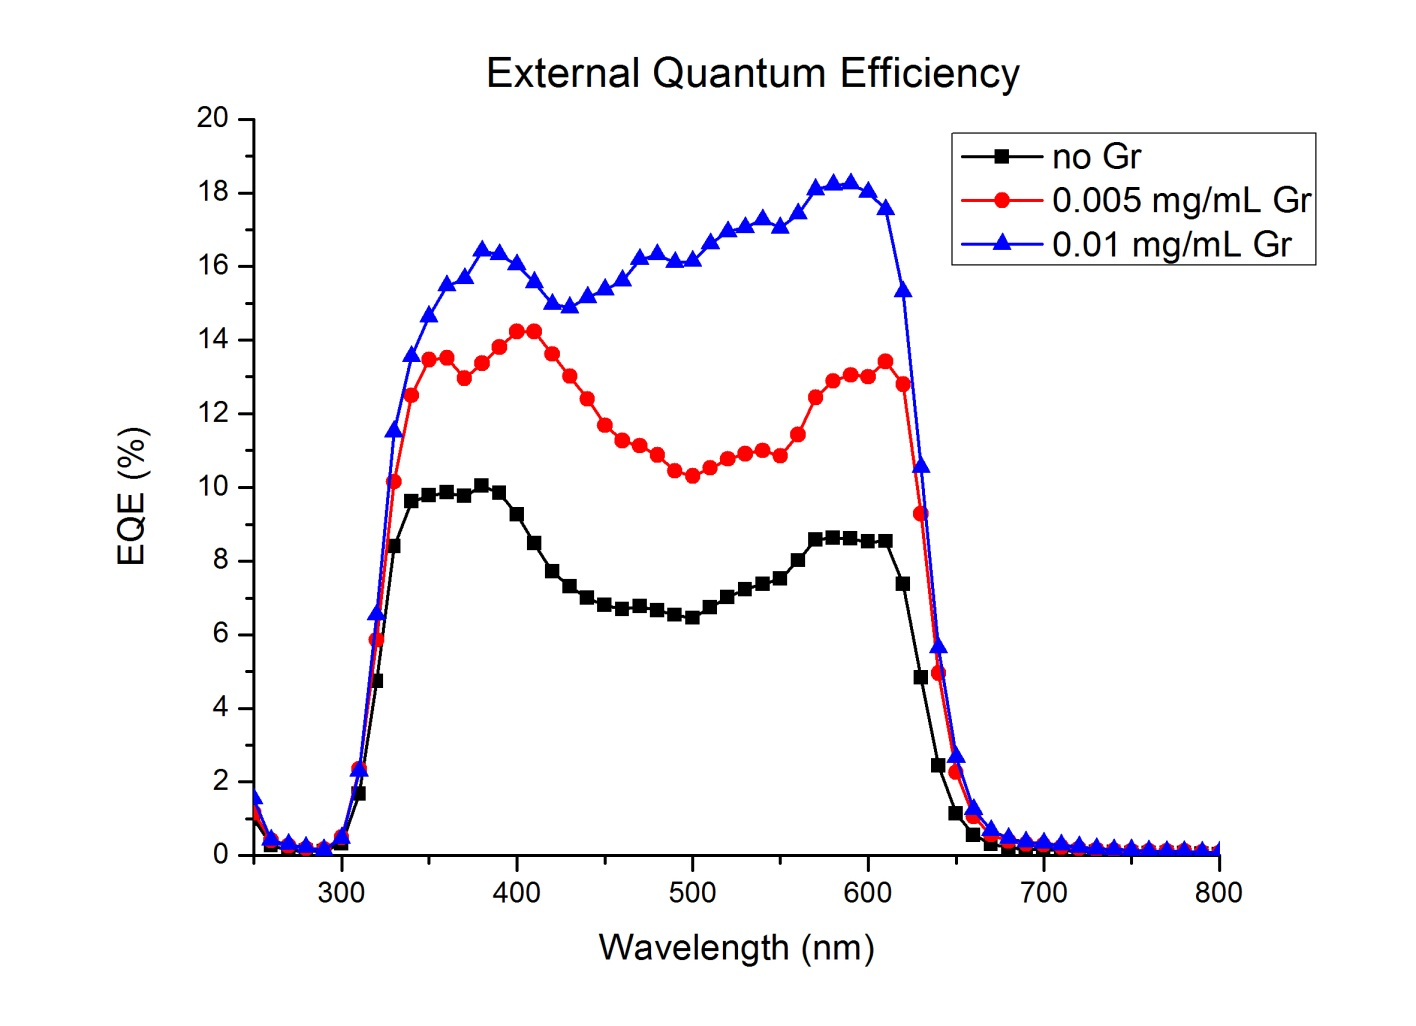 External Quantum Efficiency
20
18
16
14
12
10
8
6
4
2
0
EQE (%)
no Gr
0.005 mg/mL Gr
0.01 mg/mL Gr
300 400 500 600 700 800
Wavelength (nm)